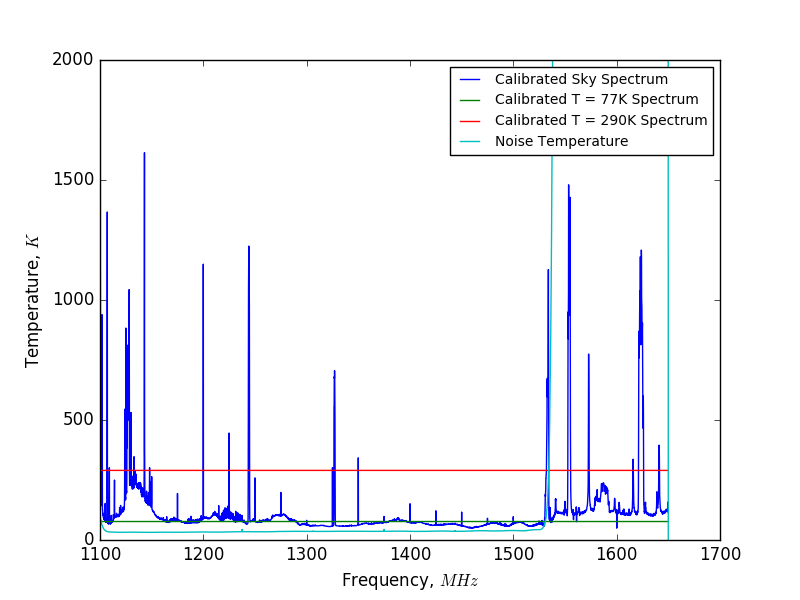 2000
1500
1000
500
0
Temperature, K
Calibrated Sky Spectrum
Calibrated T = 77K Spectrum
Calibrated T = 290K Spectrum
Noise Temperature
1100 1200 1300 1400 1500 1600 1700
Frequency, MHz